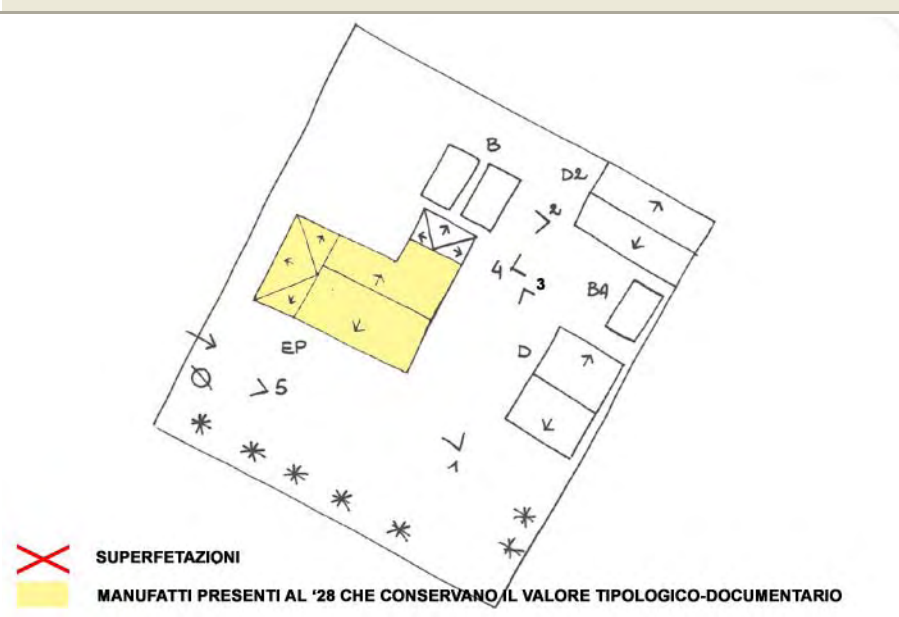 B
D2
2
4
3
BA
D
EP
5
1
SUPERFETAZIONI
MANUFATTI PRESENTI AL ‘28 CHE CONSERVANO IL VALORE TIPOLOGICO-DOCUMENTARIO